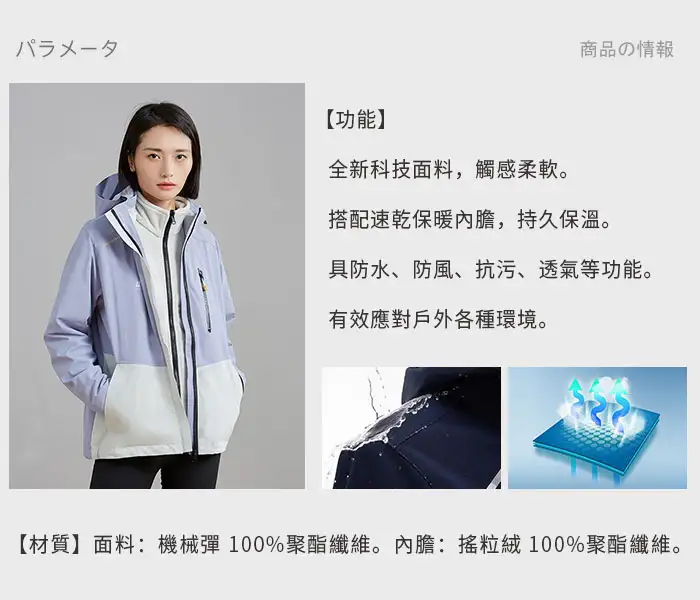 パラメータ
商品の情報
【功能】
全新科技面料，觸感柔軟。
搭配速乾保暖內膽，持久保溫。
具防水、防風、抗污、透氣等功能。
有效應對戶外各種環境。
【材質】面料：機械彈 100%聚酯纖維。內膽：搖粒絨 100%聚酯纖維。